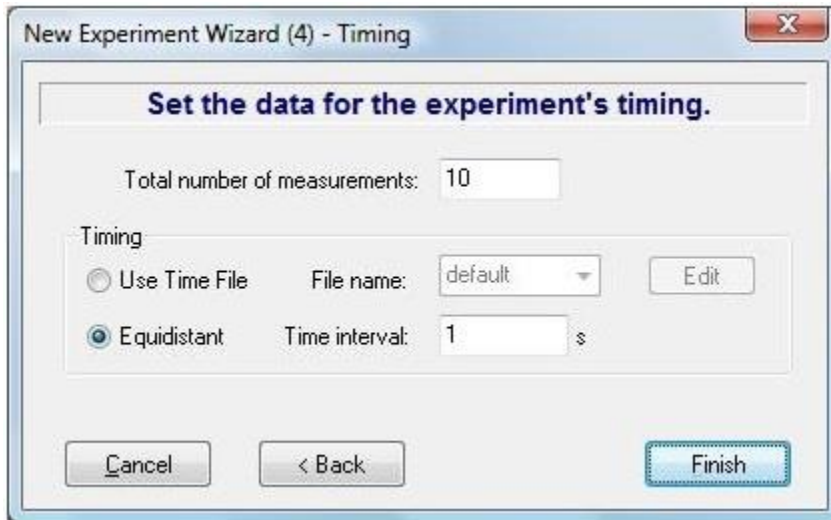 New Experiment Wizard (4) - Timing
Set the data for the experiment's timing.
Total number of measurements: 10
Timing
Use Time File File name: default Edit
Equidistant Time interval: 1 s
Cancel < Back Finish